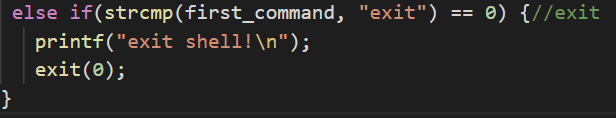 else if(strcmp(first_command, "exit") == 0) {//exit
printf("exit shell!\n");
exit(0);
}